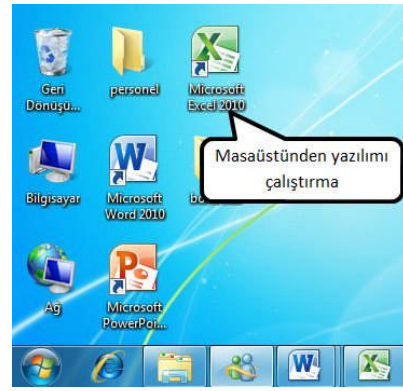 Geri
Dönüşü...
personel
Microsoft
Excel 2010
Masaüstünden yazılımı
çalıştırma
Bilgisayar
Microsoft
Word 2010
Ağ
Microsoft
PowerPoi...